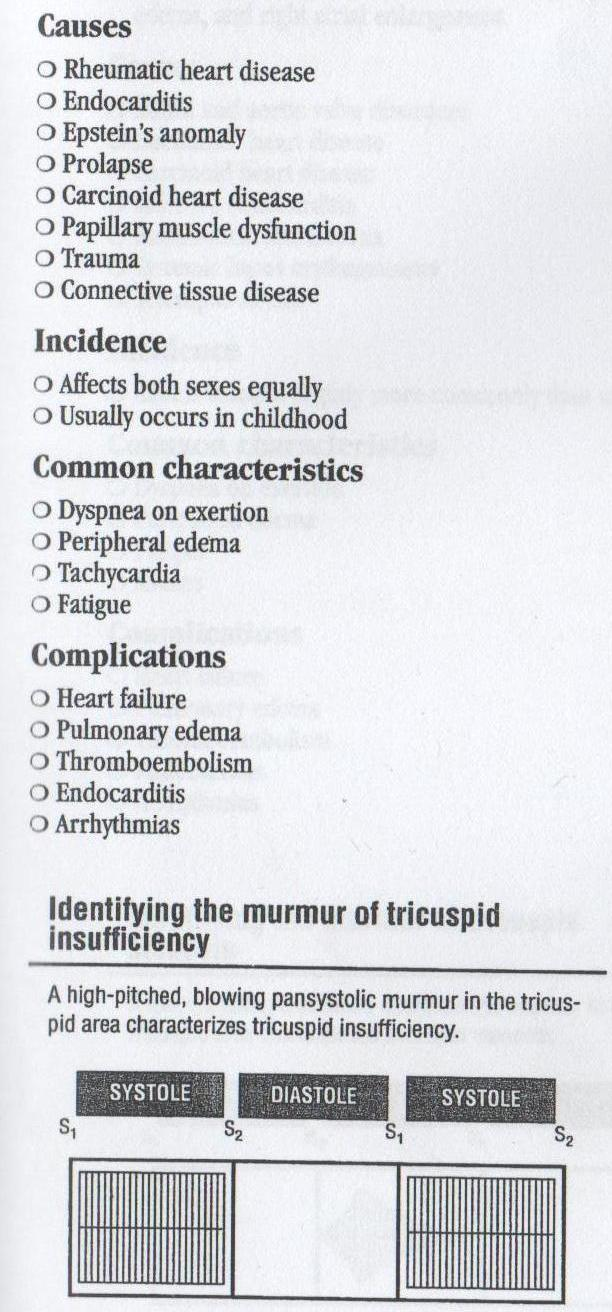 Causes
Rheumatic heart disease
Endocarditis
Epstein's anomaly
Prolapse
Carcinoid heart disease
Papillary muscle dysfunction
Trauma
Connective tissue disease
Incidence
Affects both sexes equally
Usually occurs in childhood
Common characteristics
Dyspnea on exertion
Peripheral edema
Tachycardia
Fatigue
Complications
Heart failure
Pulmonary edema
Thromboembolism
Endocarditis
Arrhythmias
Identifying the murmur of tricuspid
insufficiency
A high-pitched, blowing pansystolic murmur in the tricus-
pid area characterizes tricuspid insufficiency.
SYSTOLE DIASTOLE SYSTOLE
S1 S2 S1 S2